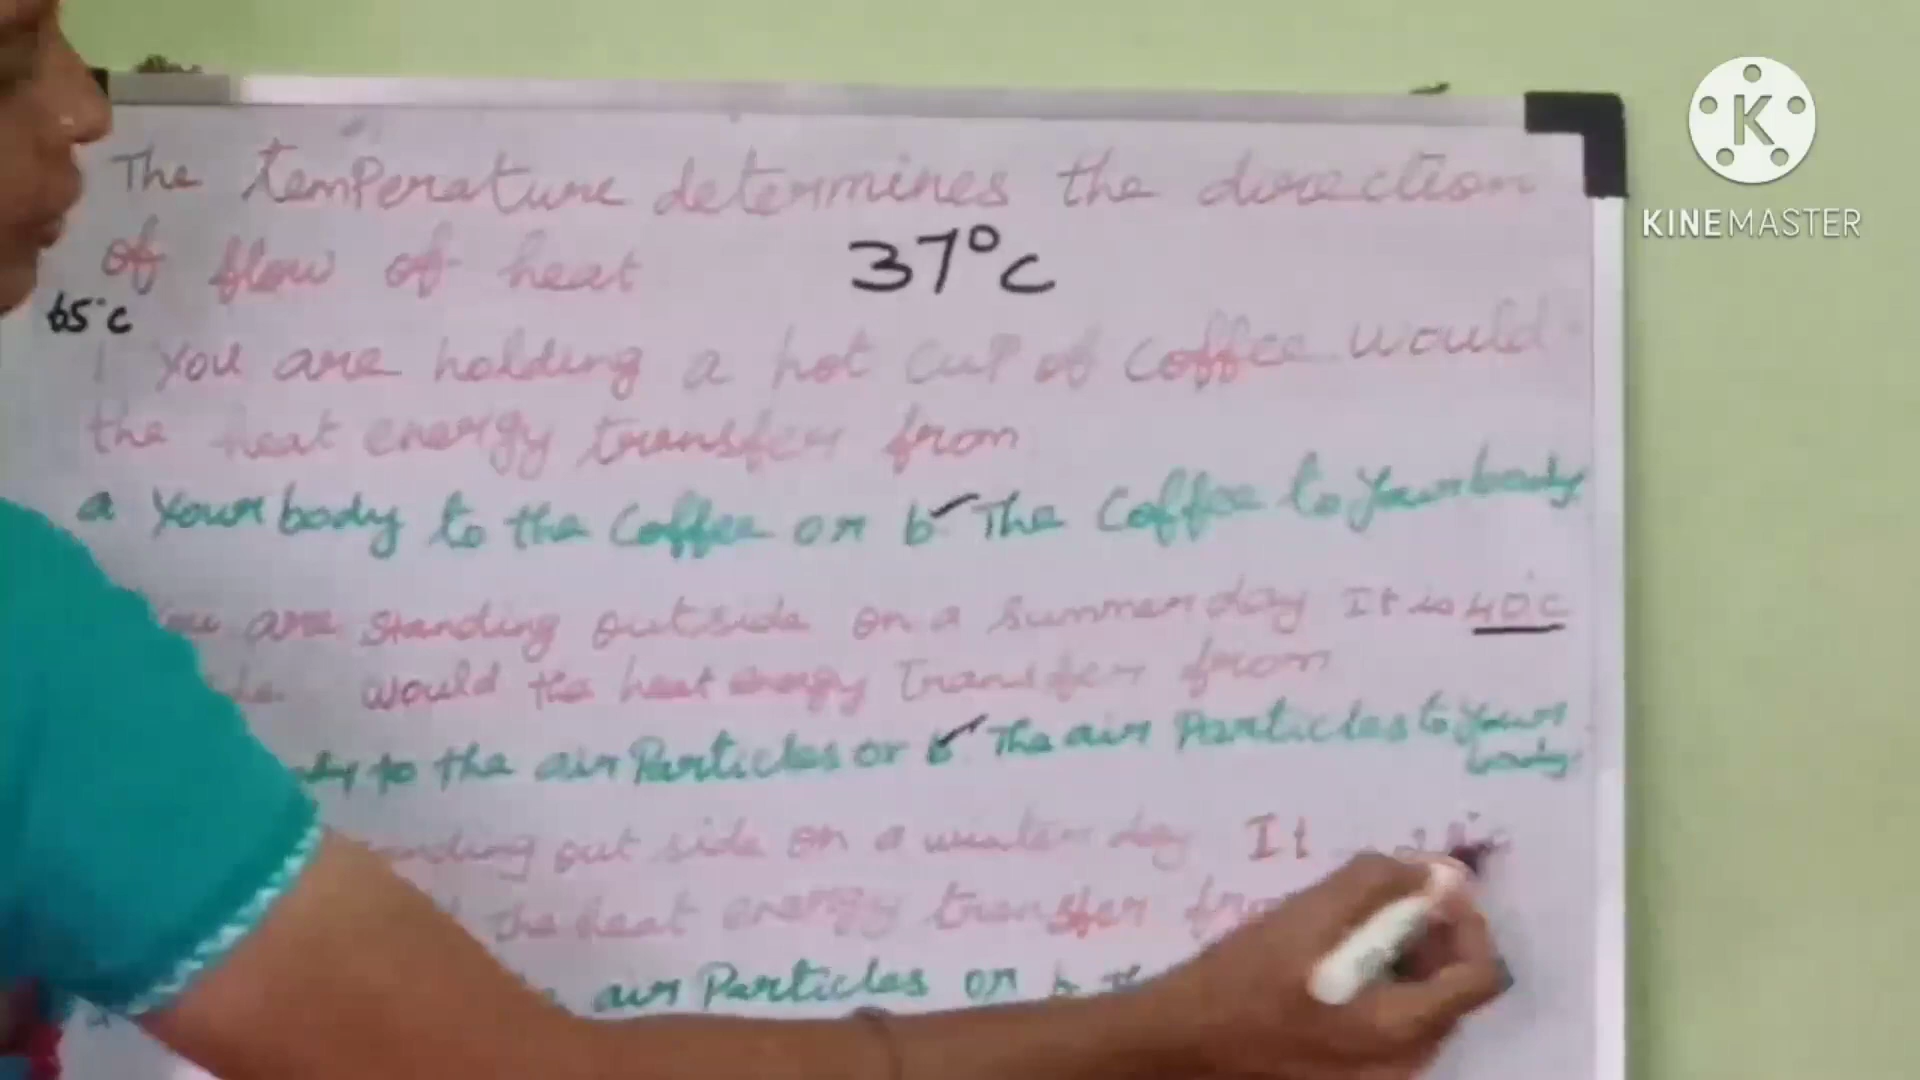 The temperature determines the direction
of flow of heat
37°C
65°C
1 You are holding a hot cup of coffee would
the heat energy transfer from
a Your body to the Coffee or b The Coffee to Your body
are standing outside on a summer day It is 40°C
would the heat energy transfer from
to the air Particles or b The air Particles to Your
body
out side on a winter day It
the heat energy transfer
air Particles or b
K
KINEMASTER